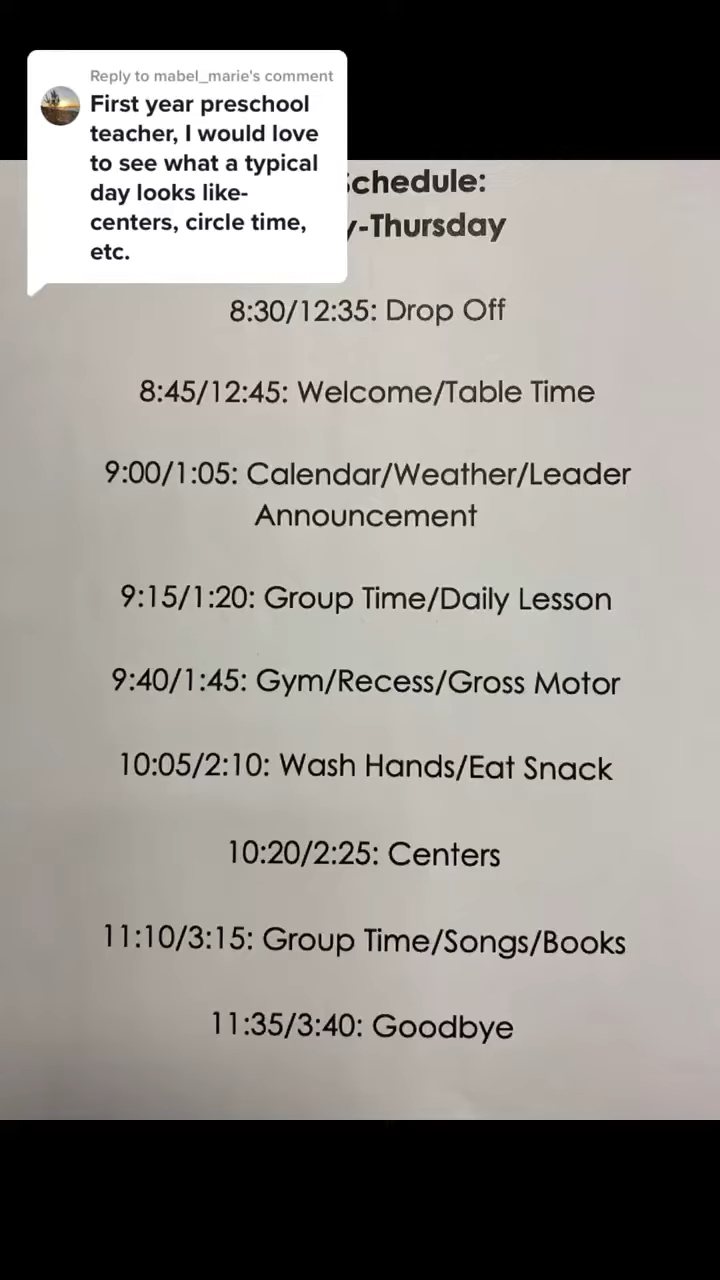 Reply to mabel_marie's comment
First year preschool
teacher, I would love
to see what a typical
day looks like-
centers, circle time,
etc.
chedule:
-Thursday
8:30/12:35: Drop Off
8:45/12:45: Welcome/Table Time
9:00/1:05: Calendar/Weather/Leader
Announcement
9:15/1:20: Group Time/Daily Lesson
9:40/1:45: Gym/Recess/Gross Motor
10:05/2:10: Wash Hands/Eat Snack
10:20/2:25: Centers
11:10/3:15: Group Time/Songs/Books
11:35/3:40: Goodbye